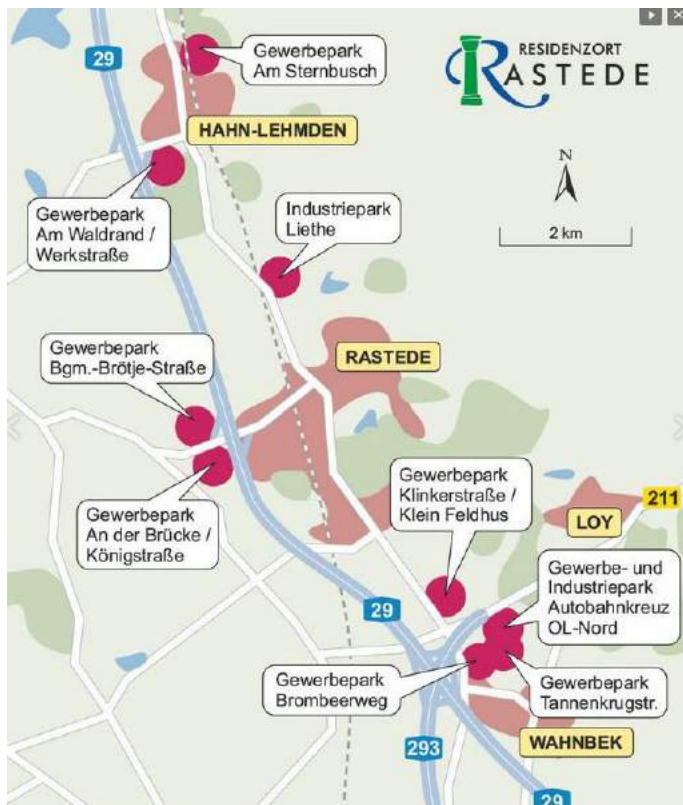 29
Gewerbepark
Am Sternbusch
RESIDENZORT
RASTEDE
HAHN-LEHMDEN
N
2 km
Gewerbepark
Am Waldrand /
Werkstraße
Industriepark
Liethe
Gewerbepark
Bgm.-Brötje-Straße
RASTEDE
Gewerbepark
An der Brücke /
Königstraße
Gewerbepark
Klinkerstraße /
Klein Feldhus
211
LOY
Gewerbe- und
Industriepark
Autobahnkreuz
OL-Nord
29
Gewerbepark
Brombeerweg
Gewerbepark
Tannenkrugstr.
WAHNBEK
293
29